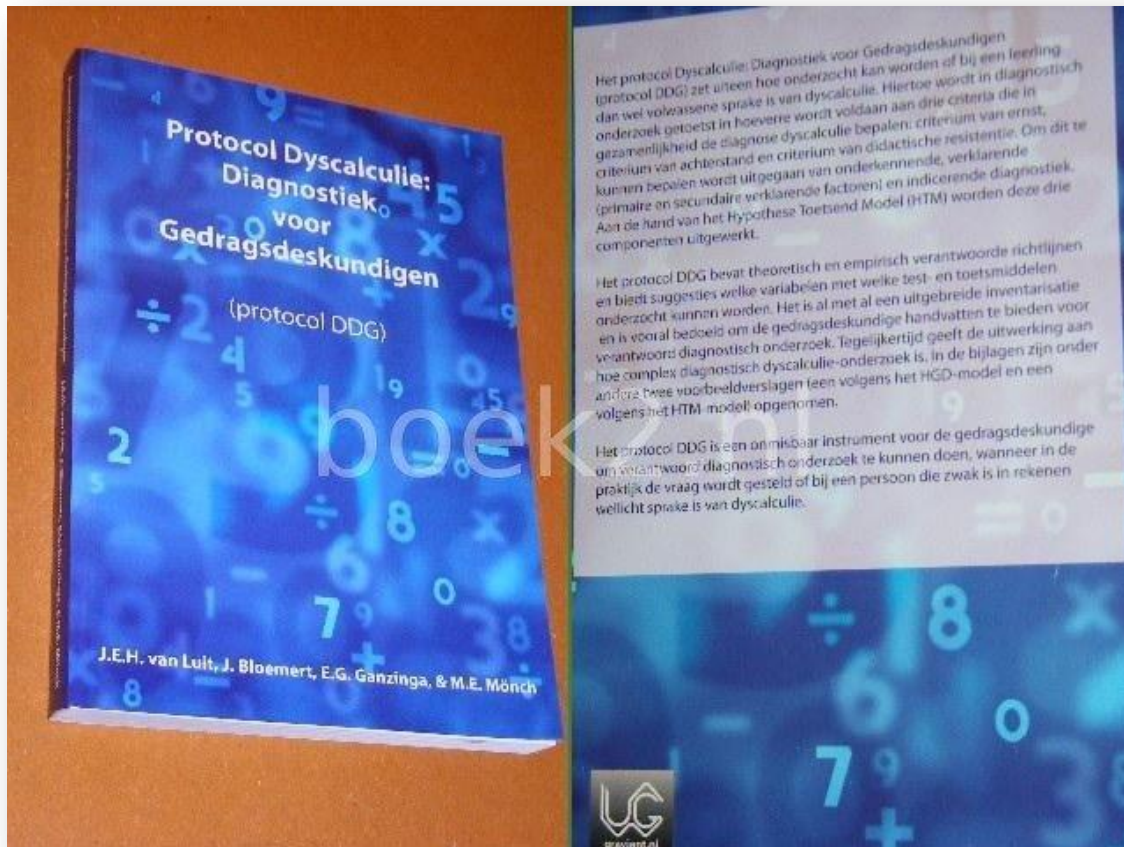 Protocol Dyscalculie:
Diagnostiek
voor
Gedragsdeskundigen
(protocol DDG)
J.E.H. van Luit, J. Bloemert, E.G. Ganzinga, & M.E. Mönch
Het protocol Dyscalculie: Diagnostiek voor Gedragsdeskundigen
(protocol DDG) zet uiteen hoe onderzocht kan worden of bij een leerling
dan wel volwassene sprake is van dyscalculie. Hiertoe wordt in diagnostisch
onderzoek getoetst in hoeverre wordt voldaan aan drie criteria die in
gezamenlijkheid de diagnose dyscalculie bepalen: criterium van ernst,
criterium van achterstand en criterium van didactische resistentie. Om dit te
kunnen bepalen wordt uitgegaan van onderkennende, verklarende
(primaire en secundaire verklarende factoren) en indicerende diagnostiek.
Aan de hand van het Hypothese Toetsend Model (HTM) worden deze drie
componenten uitgewerkt.
Het protocol DDG bevat theoretisch en empirisch verantwoorde richtlijnen
en biedt suggesties welke variabelen met welke test- en toetsmiddelen
onderzocht kunnen worden. Het is al met al een uitgebreide inventarisatie
en is vooral bedoeld om de gedragsdeskundige handvatten te bieden voor
verantwoord diagnostisch onderzoek. Tegelijkertijd geeft de uitwerking aan
hoe complex diagnostisch dyscalculie-onderzoek is, in de bijlagen zijn onder
andere twee voorbeeldverslagen (een volgens het HGD-model en een
volgens het HTM-model) opgenomen.
Het protocol DDG is een onmisbaar instrument voor de gedragsdeskundige
om verantwoord diagnostisch onderzoek te kunnen doen, wanneer in de
praktijk de vraag wordt gesteld of bij een persoon die zwak is in rekenen
wellicht sprake is van dyscalculie.
boek2.nl
UG
graviant.nl